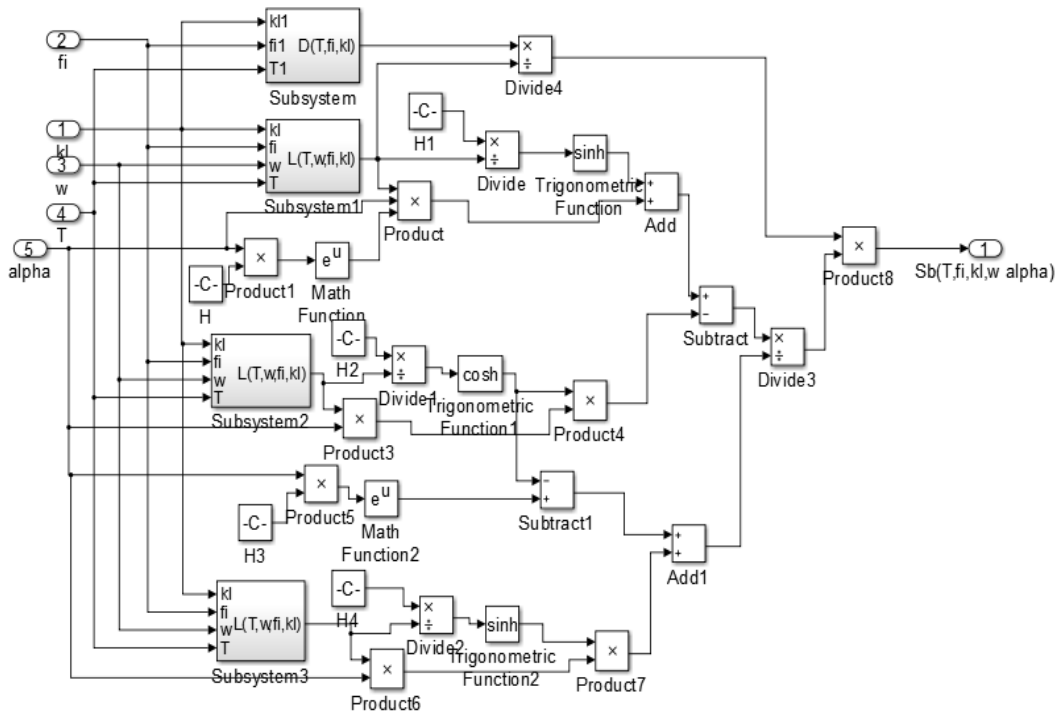 2
fi
kl1
fi1
T1
D(T,fi,kl)
Subsystem
×
÷
Divide4
1
kl
3
w
4
T
5
alpha
kl
fi
w
T
L(T,w,fi,kl)
Subsystem1
-C-
H1
×
÷
Divide
sinh
Trigonometric
Function
×
Product
+
+
Add
×
Product1
-C-
H
e^u
Math
Function
×
Product8
1
Sb(T,fi,kl,w alpha)
+
−
Subtract
×
÷
Divide3
kl
fi
w
T
L(T,w,fi,kl)
Subsystem2
-C-
H2
×
÷
Divide1
cosh
Trigonometric
Function1
×
Product3
×
Product4
×
Product5
-C-
H3
e^u
Math
Function2
−
+
Subtract1
+
+
Add1
kl
fi
w
T
L(T,w,fi,kl)
Subsystem3
-C-
H4
×
÷
Divide2
sinh
Trigonometric
Function2
×
Product6
×
Product7